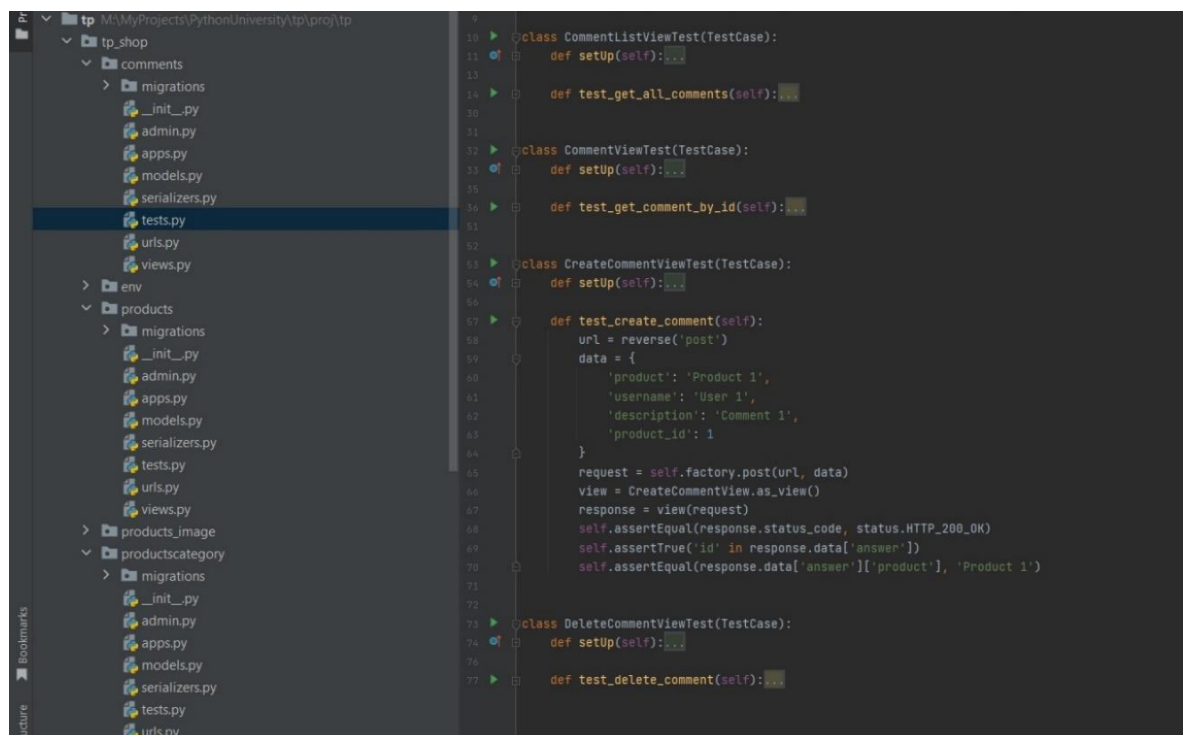 Pr
tp M:\MyProjects\PythonUniversity\tp\proj\tp
tp_shop
comments
migrations
__init__.py
admin.py
apps.py
models.py
serializers.py
tests.py
urls.py
views.py
env
products
migrations
__init__.py
admin.py
apps.py
models.py
serializers.py
tests.py
urls.py
views.py
products_image
productscategory
migrations
__init__.py
admin.py
apps.py
models.py
serializers.py
tests.py
urls.py
Bookmarks
ucture
9
10 class CommentListViewTest(TestCase):
11 def setUp(self):...
13
14 def test_get_all_comments(self):...
30
31
32 class CommentViewTest(TestCase):
33 def setUp(self):...
35
36 def test_get_comment_by_id(self):...
51
52
53 class CreateCommentViewTest(TestCase):
54 def setUp(self):...
56
57 def test_create_comment(self):
58 url = reverse('post')
59 data = {
60 'product': 'Product 1',
61 'username': 'User 1',
62 'description': 'Comment 1',
63 'product_id': 1
64 }
65 request = self.factory.post(url, data)
66 view = CreateCommentView.as_view()
67 response = view(request)
68 self.assertEqual(response.status_code, status.HTTP_200_OK)
69 self.assertTrue('id' in response.data['answer'])
70 self.assertEqual(response.data['answer']['product'], 'Product 1')
71
72
73 class DeleteCommentViewTest(TestCase):
74 def setUp(self):...
76
77 def test_delete_comment(self):...